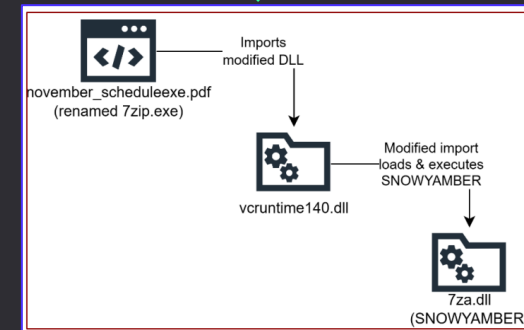 Imports
modified DLL
november_scheduleexe.pdf
(renamed 7zip.exe)
Modified import
loads & executes
SNOWYAMBER
vcruntime140.dll
7za.dll
(SNOWYAMBER